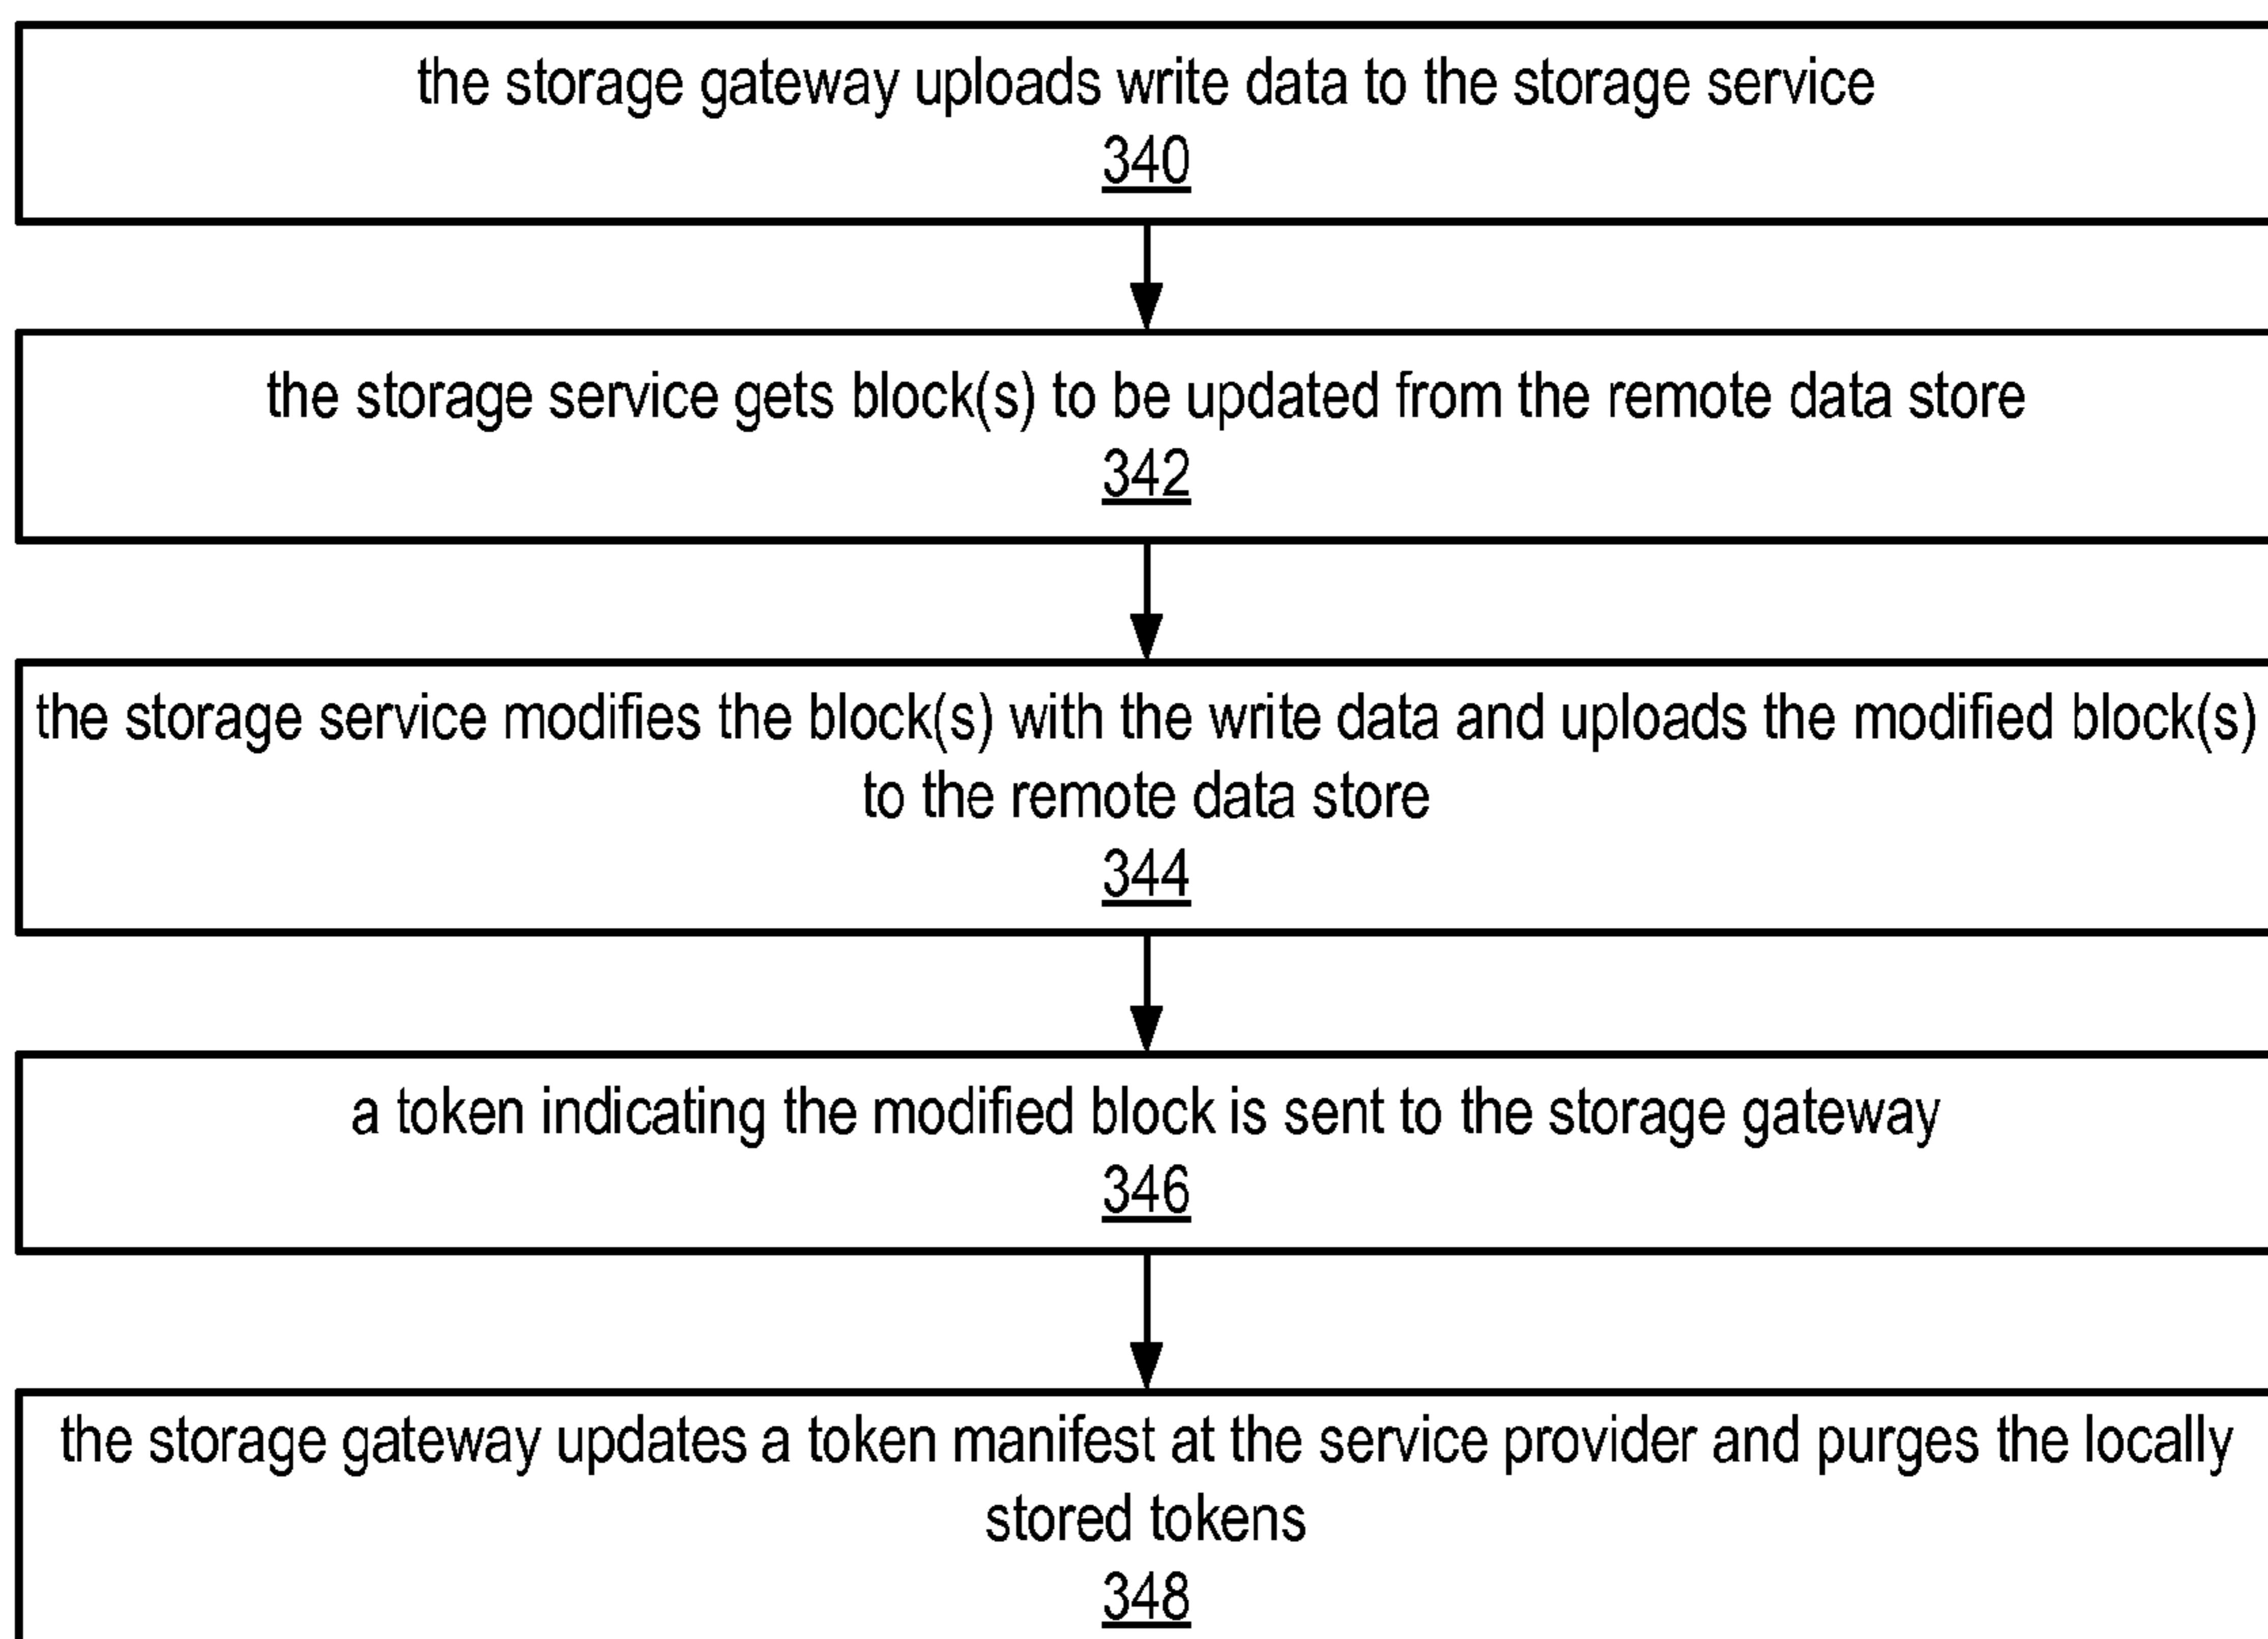 the storage gateway uploads write data to the storage service
340
the storage service gets block(s) to be updated from the remote data store
342
the storage service modifies the block(s) with the write data and uploads the modified block(s)
to the remote data store
344
a token indicating the modified block is sent to the storage gateway
346
the storage gateway updates a token manifest at the service provider and purges the locally
stored tokens
348